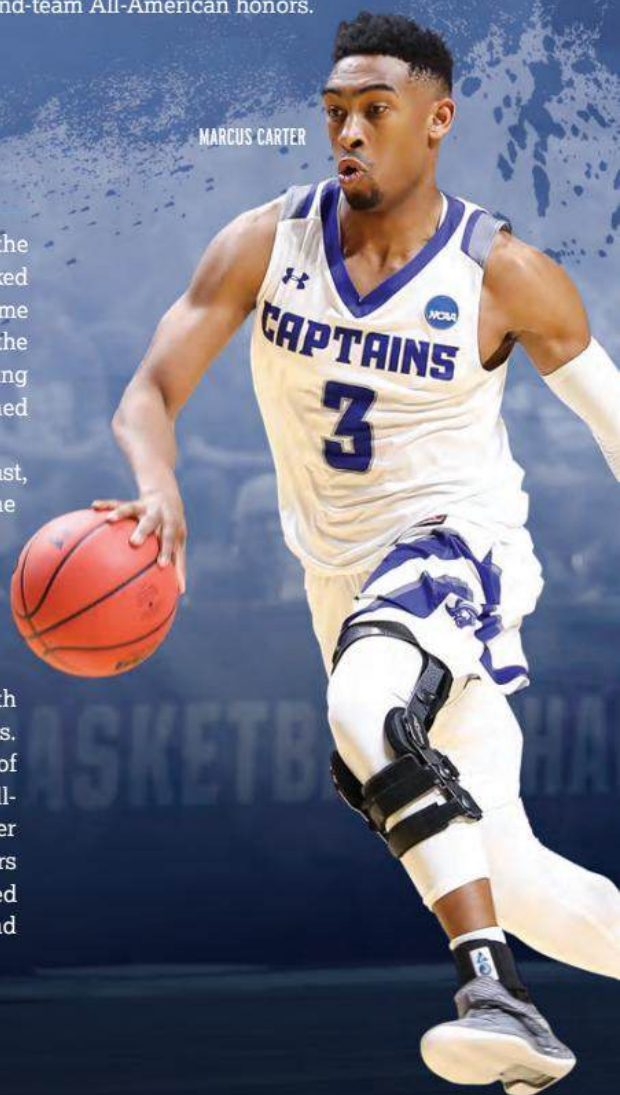 nd-team All-American honors.
MARCUS CARTER
the
ked
me
the
ng
ned
ast,
ne
NCAA
CAPTAINS
3
th
s.
of
ll-
er
rs
ed
nd
ASKETB HA